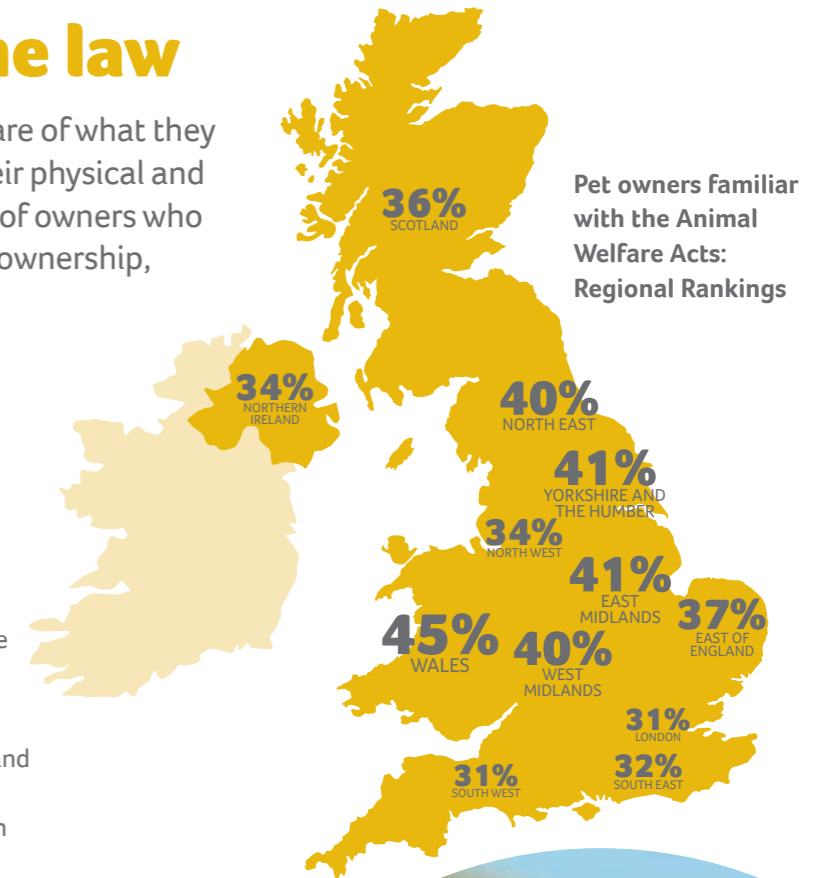 ne law
are of what they
eir physical and
of owners who
ownership,
Pet owners familiar
with the Animal
Welfare Acts:
Regional Rankings
36%
SCOTLAND
34%
NORTHERN
IRELAND
40%
NORTH EAST
41%
YORKSHIRE AND
THE HUMBER
34%
NORTH WEST
41%
EAST
MIDLANDS
37%
EAST OF
ENGLAND
45%
WALES
40%
WEST
MIDLANDS
31%
LONDON
32%
SOUTH EAST
31%
SOUTH WEST
e
and
n